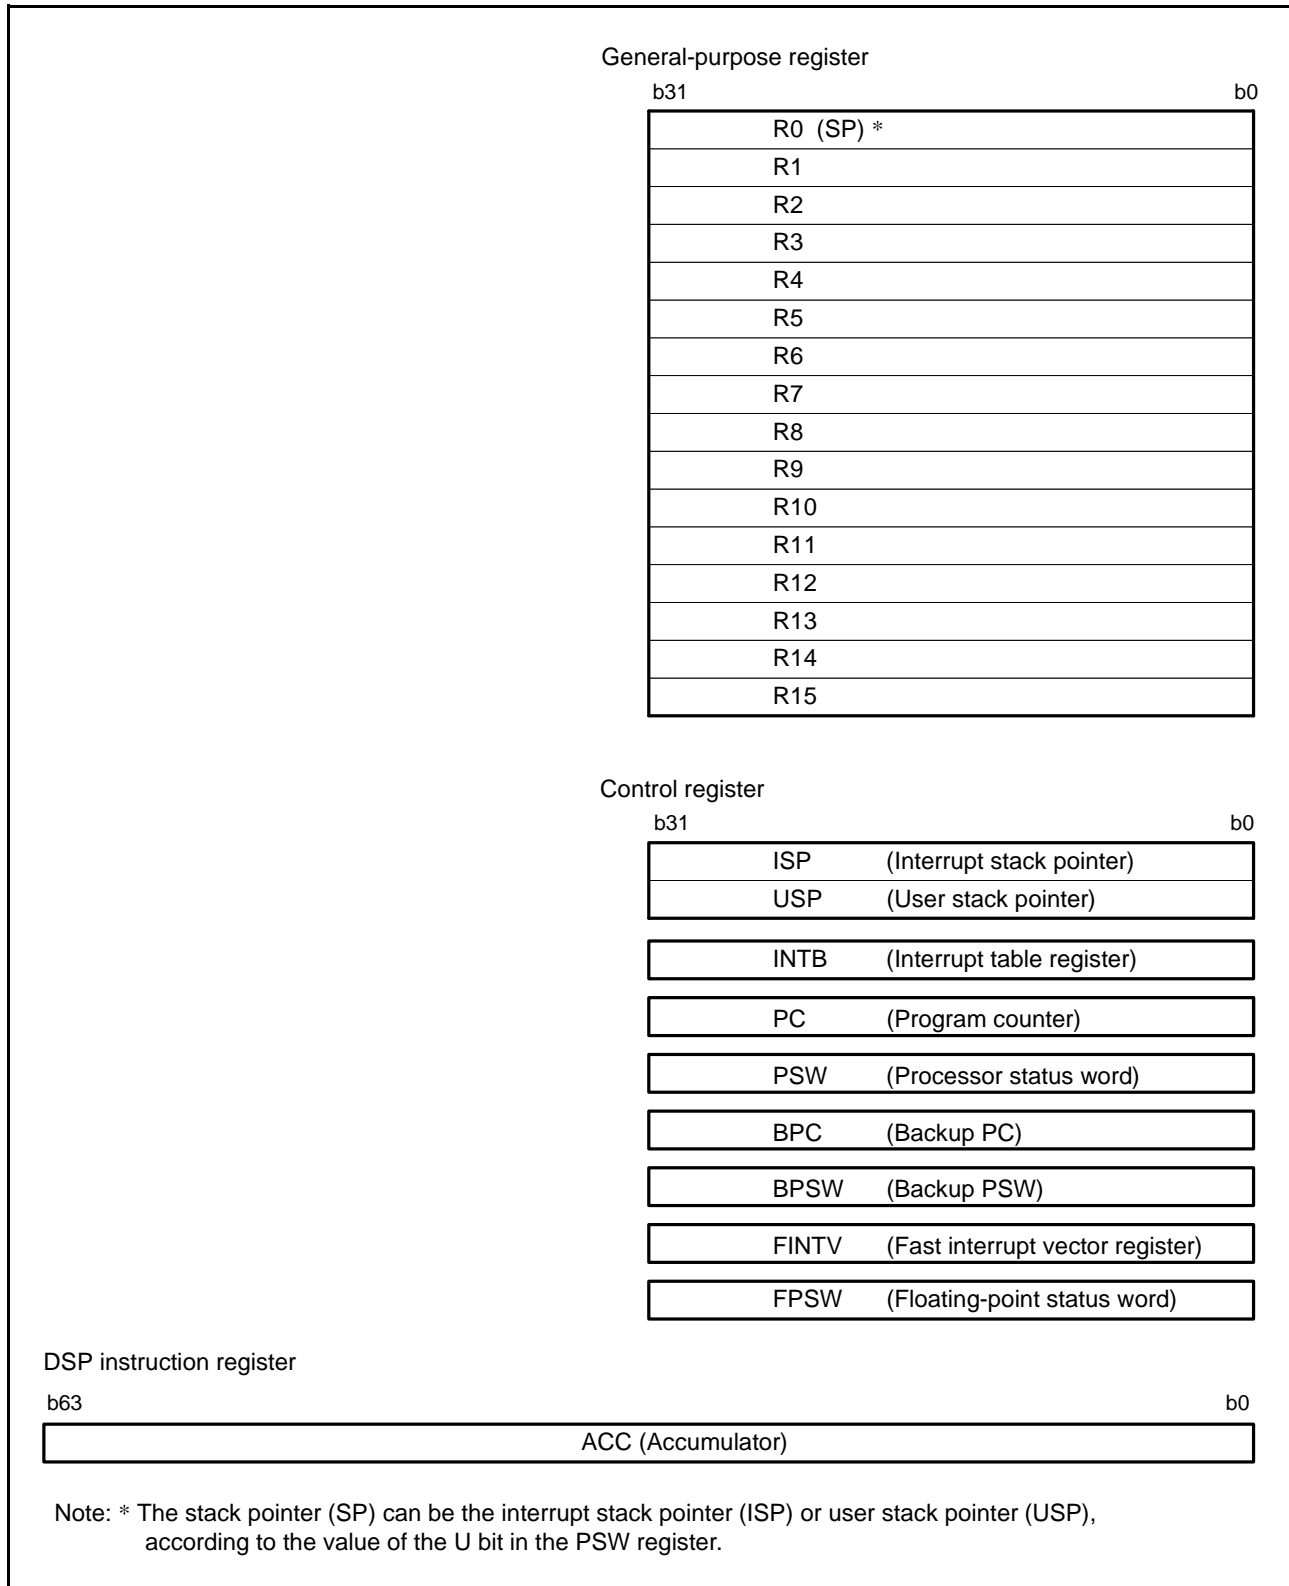 General-purpose register
b31 b0
R0 (SP) *
R1
R2
R3
R4
R5
R6
R7
R8
R9
R10
R11
R12
R13
R14
R15
Control register
b31 b0
ISP (Interrupt stack pointer)
USP (User stack pointer)
INTB (Interrupt table register)
PC (Program counter)
PSW (Processor status word)
BPC (Backup PC)
BPSW (Backup PSW)
FINTV (Fast interrupt vector register)
FPSW (Floating-point status word)
DSP instruction register
b63 b0
ACC (Accumulator)
Note: * The stack pointer (SP) can be the interrupt stack pointer (ISP) or user stack pointer (USP),
according to the value of the U bit in the PSW register.